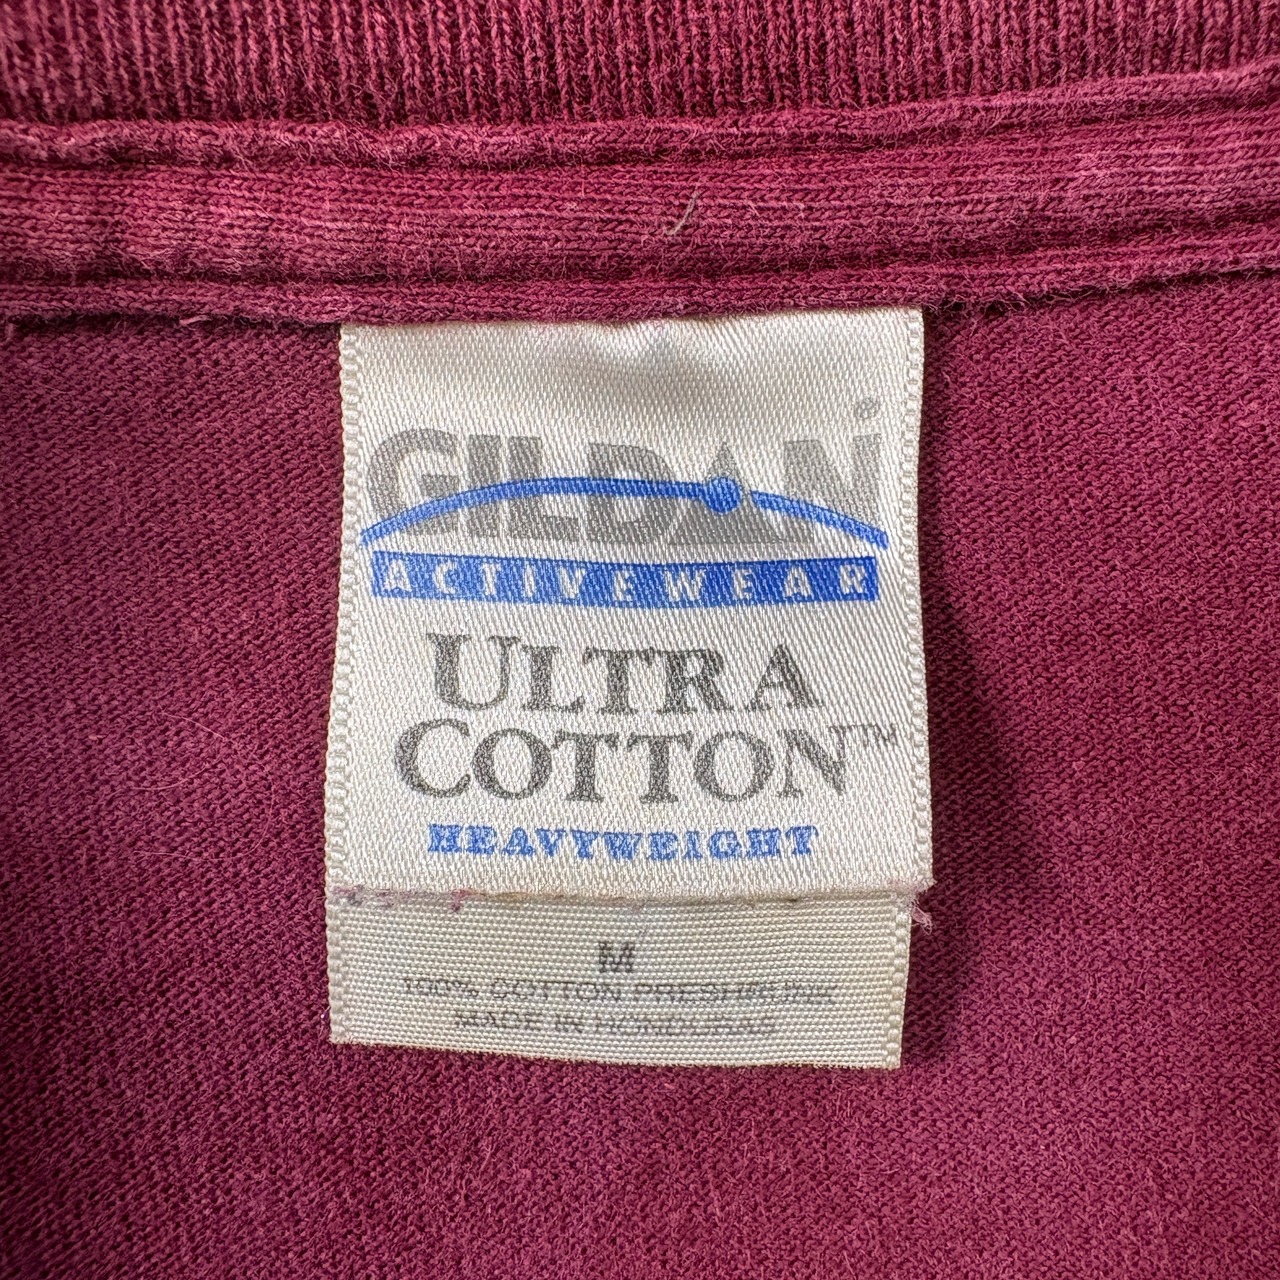 GILDAN®
ACTIVEWEAR
ULTRA
COTTON™
HEAVYWEIGHT
M
100% COTTON PRESHRUNK
MADE IN HONDURAS